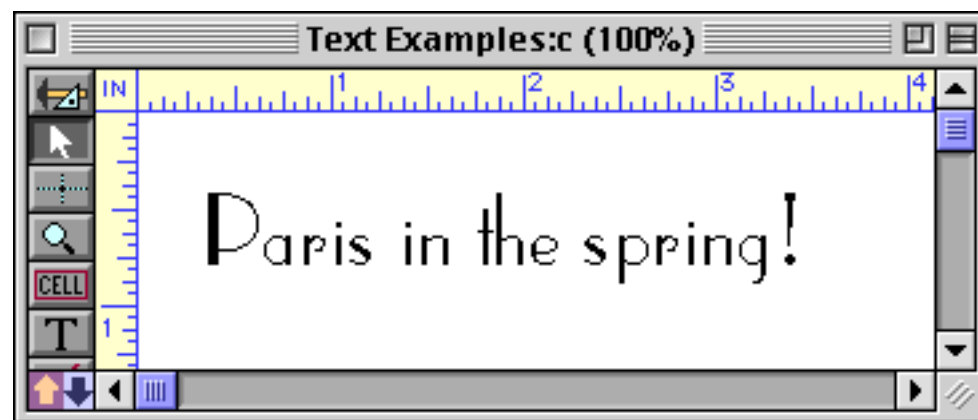 Text Examples:c (100%)
IN 1 2 3 4
Paris in the spring!
CELL
T
1